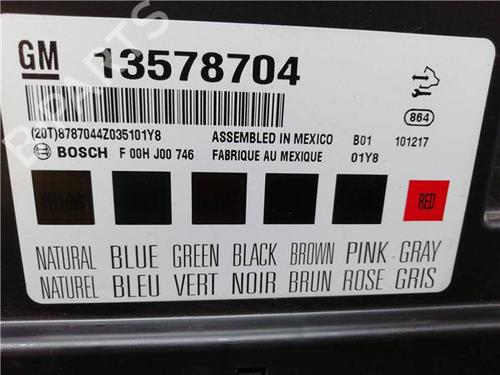 GM 13578704
(20T)8787044Z035101Y8 ASSEMBLED IN MEXICO B01 101217
864
BOSCH F 00H J00 746 FABRIQUE AU MEXIQUE 01Y8
YELLOW RED
NATURAL BLUE GREEN BLACK BROWN PINK GRAY
NATUREL BLEU VERT NOIR BRUN ROSE GRIS